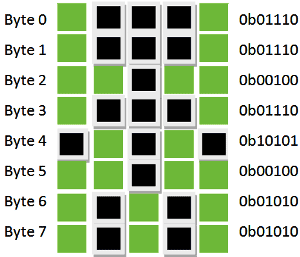 Byte 0 0b01110
Byte 1 0b01110
Byte 2 0b00100
Byte 3 0b01110
Byte 4 0b10101
Byte 5 0b00100
Byte 6 0b01010
Byte 7 0b01010